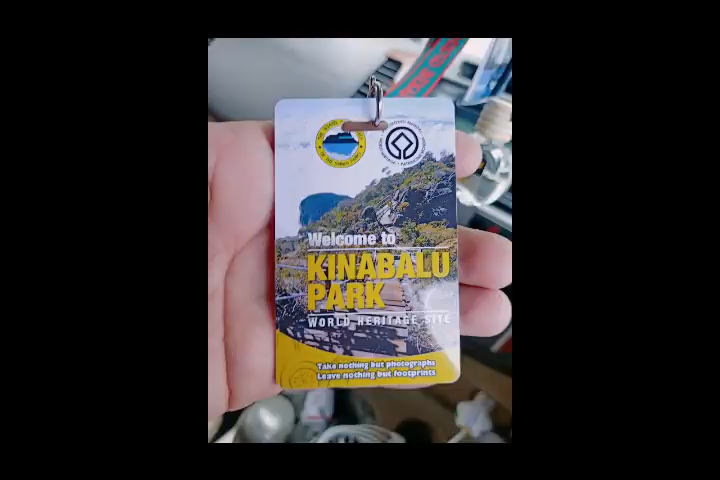 Welcome to
KINABALU
PARK
WORLD HERITAGE SITE
Take nothing but photographs
Leave nothing but footprints